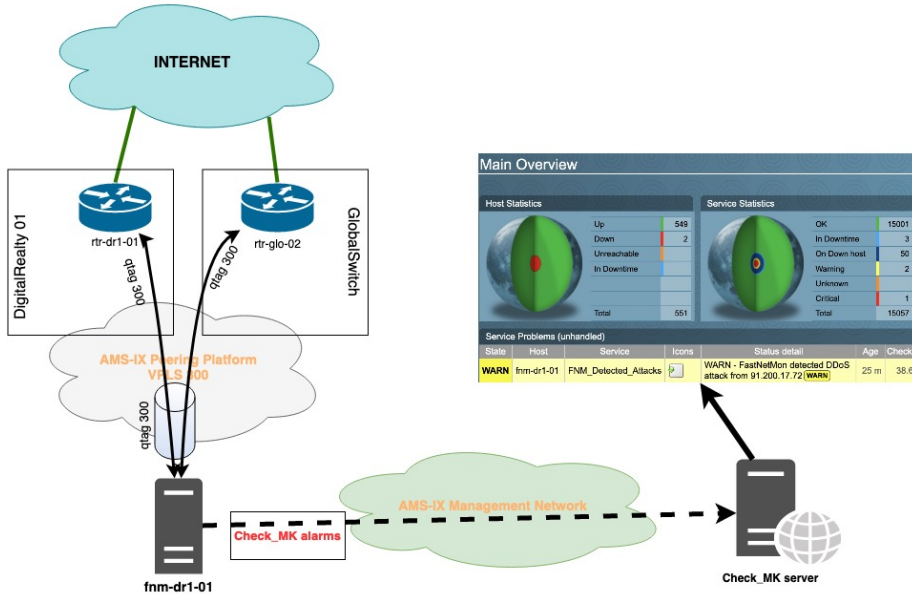 INTERNET
DigitalRealty 01
rtr-dr1-01
rtr-glo-02
GlobalSwitch
qtag 300
qtag 300
AMS-IX Peering Platform
VPLS 300
qtag 300
fnm-dr1-01
Check_MK alarms
AMS-IX Management Network
Check_MK server
Main Overview
Host Statistics
Up 549
Down 2
Unreachable
In Downtime
Total 551
Service Statistics
OK 15001
In Downtime 3
On Down host 50
Warning 2
Unknown
Critical 1
Total 15057
Service Problems (unhandled)
State Host Service Icons Status detail Age Check
WARN fnm-dr1-01 FNM_Detected_Attacks WARN - FastNetMon detected DDoS 25 m 38.6
attack from 91.200.17.72 WARN